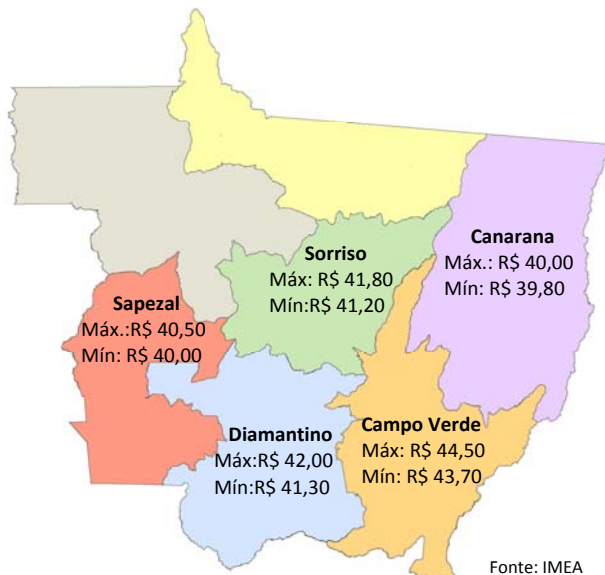 Sorriso
Máx: R$ 41,80
Mín:R$ 41,20
Canarana
Máx.: R$ 40,00
Mín: R$ 39,80
Sapezal
Máx.:R$ 40,50
Mín: R$ 40,00
Diamantino
Máx:R$ 42,00
Mín:R$ 41,30
Campo Verde
Máx: R$ 44,50
Mín: R$ 43,70
Fonte: IMEA